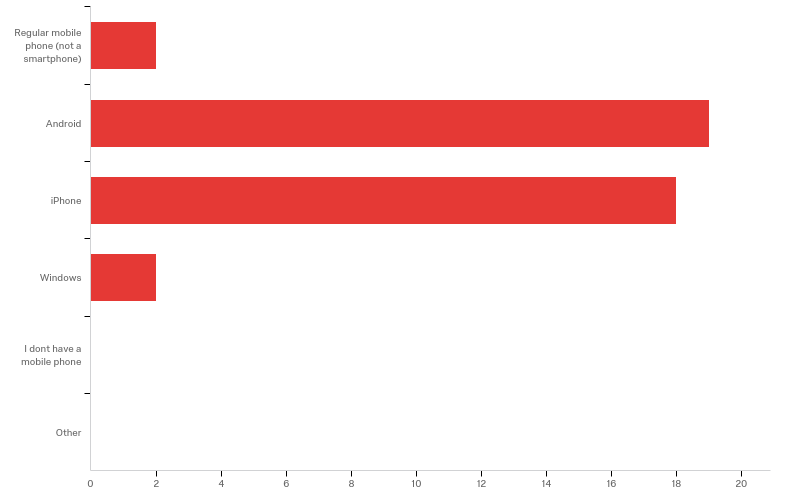 Regular mobile
phone (not a
smartphone)
Android
iPhone
Windows
I dont have a
mobile phone
Other
0 2 4 6 8 10 12 14 16 18 20